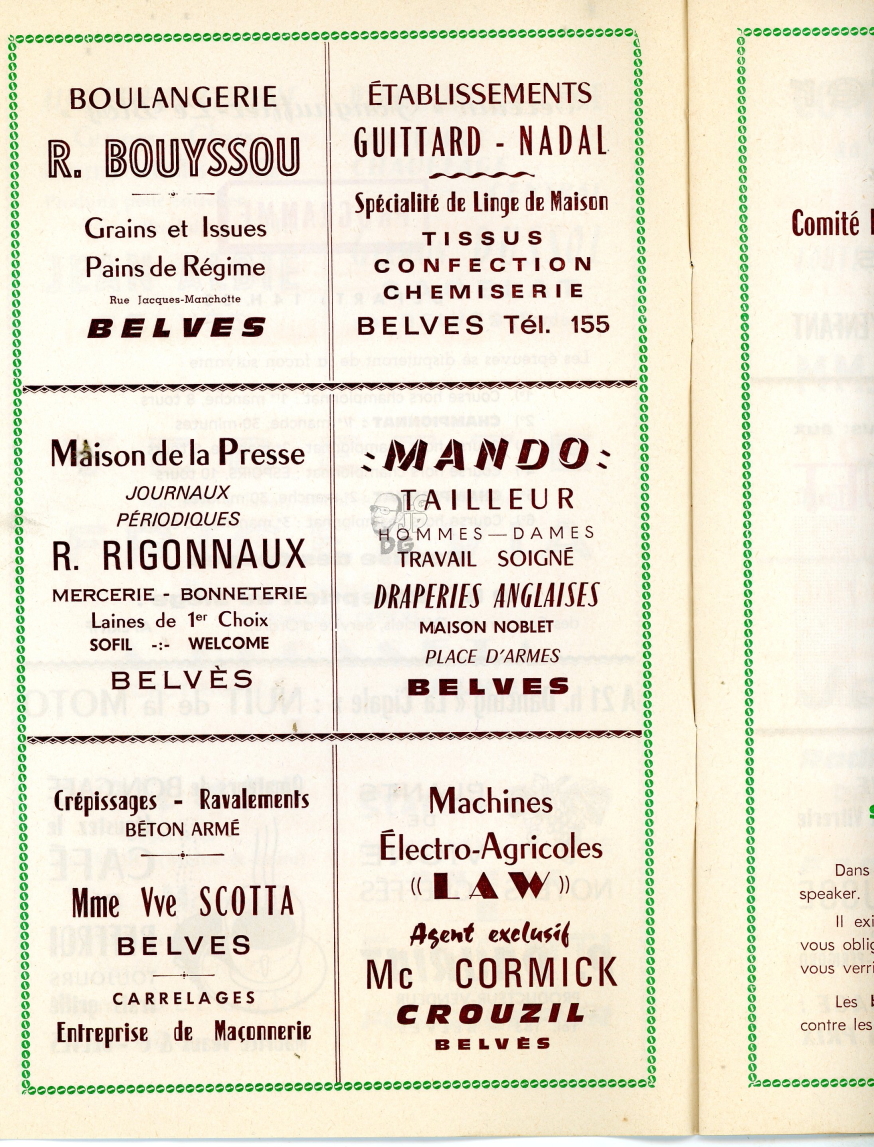 BOULANGERIE
R. BOUYSSOU
Grains et Issues
Pains de Régime
Rue Jacques-Manchotte
BELVES
ÉTABLISSEMENTS
GUITTARD - NADAL
Spécialité de Linge de Maison
TISSUS
CONFECTION
CHEMISERIE
BELVES Tél. 155
Maison de la Presse
JOURNAUX
PÉRIODIQUES
R. RIGONNAUX
MERCERIE - BONNETERIE
Laines de 1er Choix
SOFIL -:- WELCOME
BELVÈS
:MANDO:
TAILLEUR
HOMMES — DAMES
TRAVAIL SOIGNÉ
DRAPERIES ANGLAISES
MAISON NOBLET
PLACE D'ARMES
BELVES
Crépissages - Ravalements
BÉTON ARMÉ
Mme Vve SCOTTA
BELVES
CARRELAGES
Entreprise de Maçonnerie
Machines
Électro-Agricoles
(( LAW ))
Agent exclusif
Mc CORMICK
CROUZIL
BELVÈS
Comité
Dans
speaker.
Il exi
vous oblig
vous verri
Les
contre les